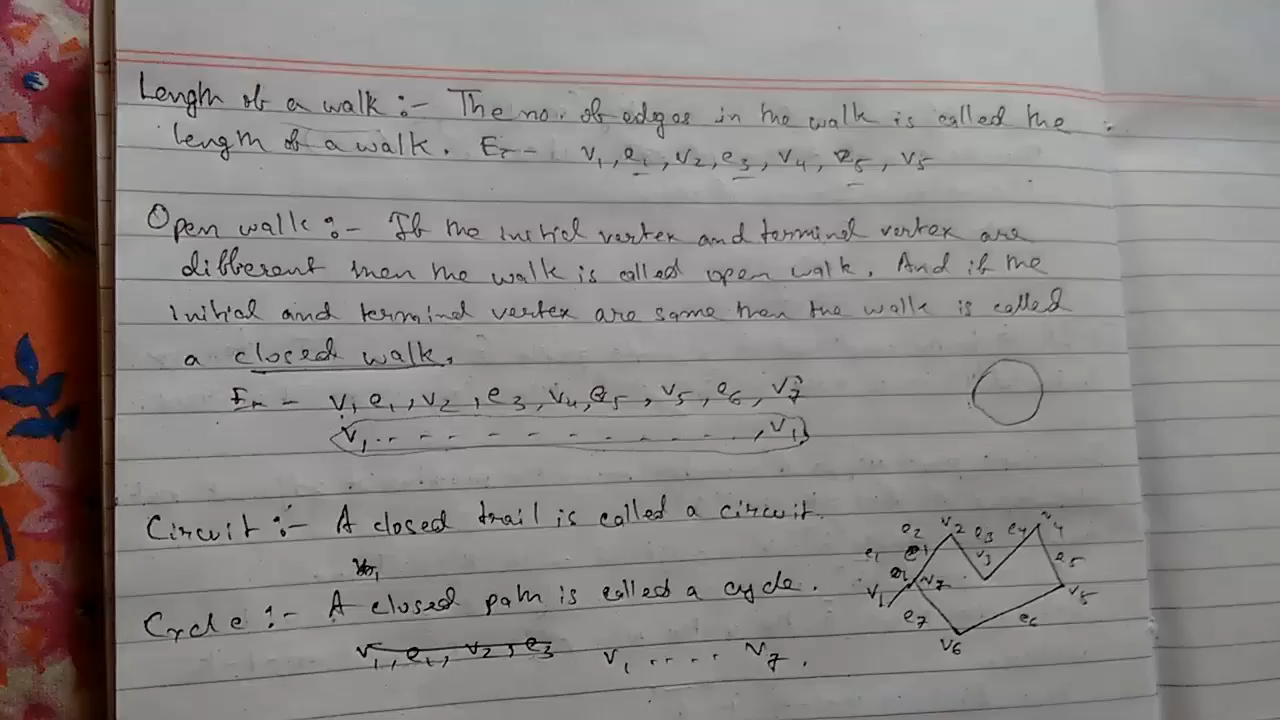 Length of a walk :- The no. of edges in the walk is called the
length of a walk. Ex- v1, e1, v2, e3, v4, e5, v5
Open walk :- If the initial vertex and terminal vertex are
different then the walk is called open walk. And if the
initial and terminal vertex are same then the walk is called
a closed walk.
Ex - v1, e1, v2, e3, v4, e5, v5, e6, v7
v1, - - - - - - - - - - , v1
Circuit :- A closed trail is called a circuit.
Cycle :- A closed path is called a cycle.
v1, e1, v2, e3 v1 ..... v7.
e2 v2 e3 e4 v4
e1 v3 e5
v7
v1 v5
e7 e6
v6